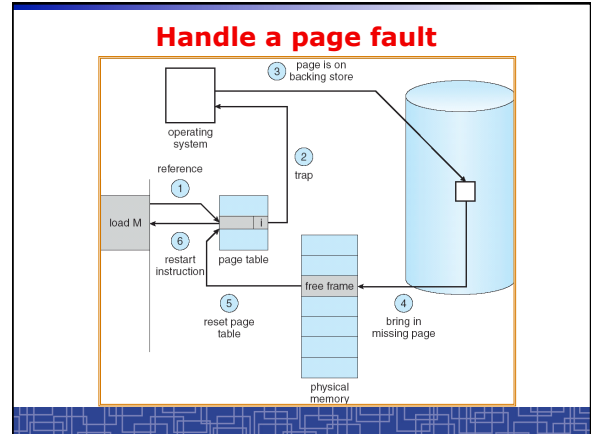 Handle a page fault
3
page is on
backing store
operating
system
2
trap
reference
1
load M
i
6
restart
instruction
page table
free frame
5
reset page
table
4
bring in
missing page
physical
memory